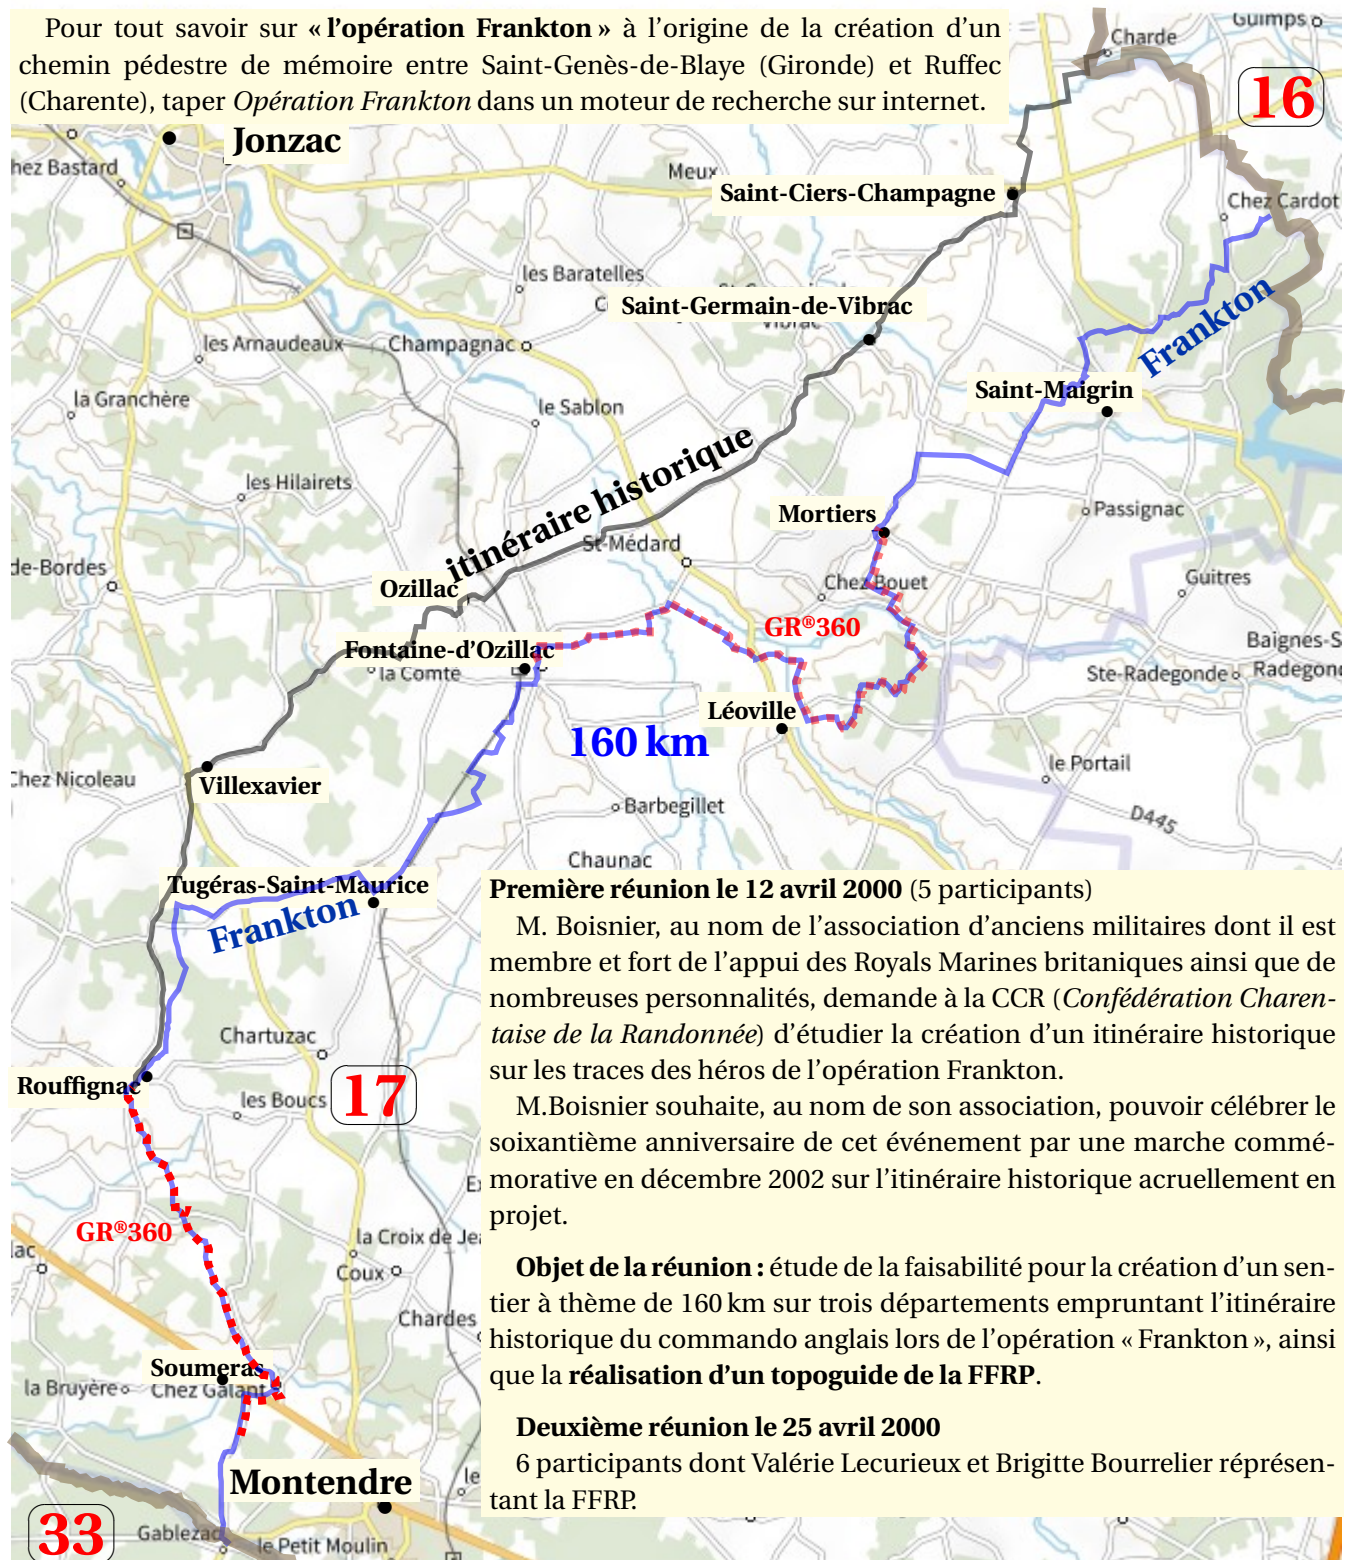 Pour tout savoir sur « l'opération Frankton » à l'origine de la création d'un
chemin pédestre de mémoire entre Saint-Genès-de-Blaye (Gironde) et Ruffec
(Charente), taper Opération Frankton dans un moteur de recherche sur internet.
Guimps
Charde
16
Jonzac
hez Bastard
Meux
Saint-Ciers-Champagne
Chez Cardot
les Baratelles
Saint-Germain-de-Vibrac
Frankton
les Arnaudeaux
Champagnac
Saint-Maigrin
la Granchère
le Sablon
itinéraire historique
les Hilairets
Mortiers
Passignac
St-Médard
de-Bordes
Ozillac
Chez Bouet
Guitres
GR®360
Fontaine-d'Ozillac
la Comté
Baignes-S
Ste-Radegonde
Radegond
Léoville
160 km
le Portail
Chez Nicoleau
Villexavier
Barbegillet
D445
Chaunac
Tugéras-Saint-Maurice
Frankton
Première réunion le 12 avril 2000 (5 participants)
M. Boisnier, au nom de l'association d'anciens militaires dont il est
membre et fort de l'appui des Royals Marines britaniques ainsi que de
nombreuses personnalités, demande à la CCR (Confédération Charen-
taise de la Randonnée) d'étudier la création d'un itinéraire historique
sur les traces des héros de l'opération Frankton.
M.Boisnier souhaite, au nom de son association, pouvoir célébrer le
soixantième anniversaire de cet événement par une marche commé-
morative en décembre 2002 sur l'itinéraire historique acruellement en
projet.
Objet de la réunion : étude de la faisabilité pour la création d'un sen-
tier à thème de 160 km sur trois départements empruntant l'itinéraire
historique du commando anglais lors de l'opération « Frankton », ainsi
que la réalisation d'un topoguide de la FFRP.
Deuxième réunion le 25 avril 2000
6 participants dont Valérie Lecurieux et Brigitte Bourrelier réprésen-
tant la FFRP.
Chartuzac
Rouffignac
les Boucs
17
GR®360
la Croix de Je
lac
Coux
Chardes
Soumeras
la Bruyère
Chez Galant
Montendre
le
33
Gablezac
le Petit Moulin